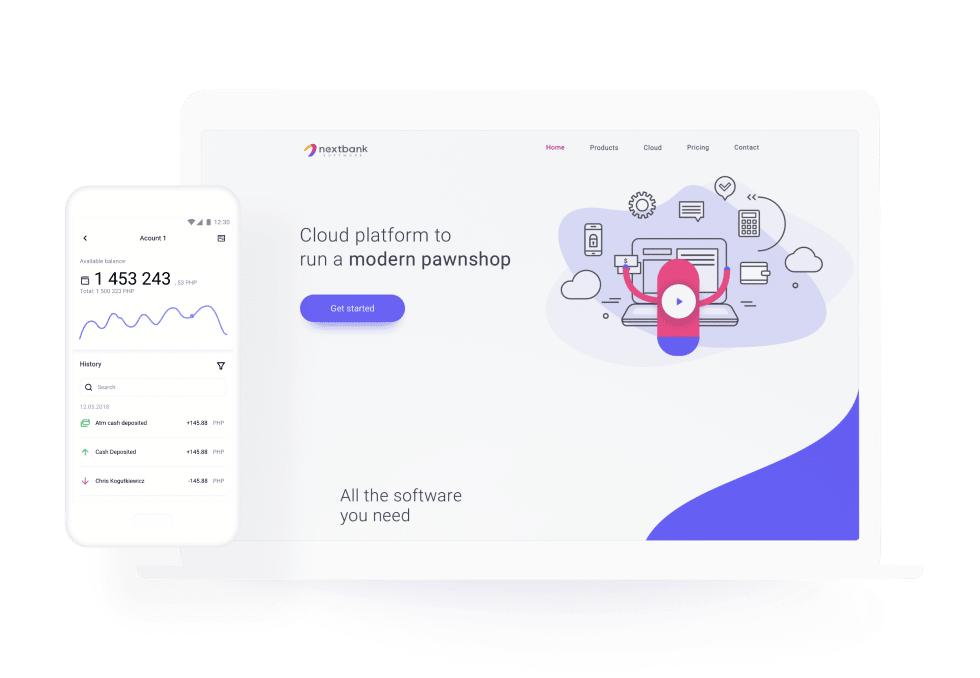 12:30
Acount 1
Available balance
1 453 243 .53 PHP
Total: 1 500 323 PHP
History
Search
12.05.2018
Atm cash deposited +145.88 PHP
Cash Deposited +145.88 PHP
Chris Kogutkiewicz -145.88 PHP
nextbank
SOFTWARE
Home Products Cloud Pricing Contact
Cloud platform to
run a modern pawnshop
Get started
$
All the software
you need